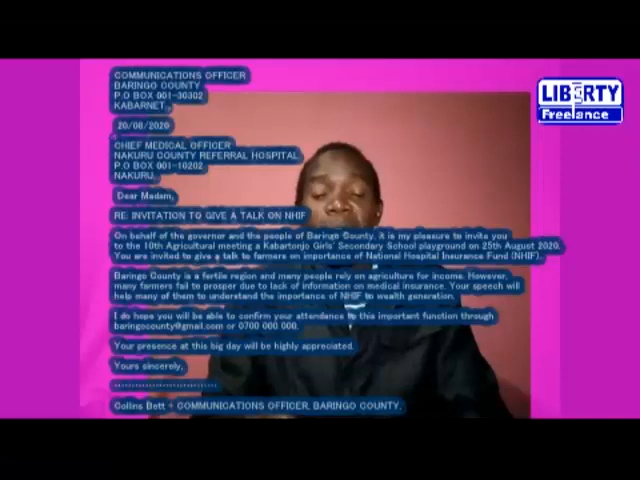 COMMUNICATIONS OFFICER
BARINGO COUNTY
P.O BOX 001-30302
KABARNET .
20/08/2020
CHIEF MEDICAL OFFICER
NAKURU COUNTY REFERRAL HOSPITAL
P.O BOX 001-10202
NAKURU.
Dear Madam,
RE: INVITATION TO GIVE A TALK ON NHIF
On behalf of the governor and the people of Baringo County, it is my pleasure to invite you
to the 10th Agricultural meeting a Kabartonjo Girls' Secondary School playground on 25th August 2020.
You are invited to give a talk to farmers on importance of National Hospital Insurance Fund (NHIF).
Baringo County is a fertile region and many people rely on agriculture for income. However,
many farmers fail to prosper due to lack of information on medical insurance. Your speech will
help many of them to understand the importance of NHIF to wealth generation.
I do hope you will be able to confirm your attendance to this important function through
baringocounty@gmail.com or 0700 000 000.
Your presence at this big day will be highly appreciated.
Yours sincerely,
............................
Collins Bett - COMMUNICATIONS OFFICER, BARINGO COUNTY.
LIBERTY
Freelance